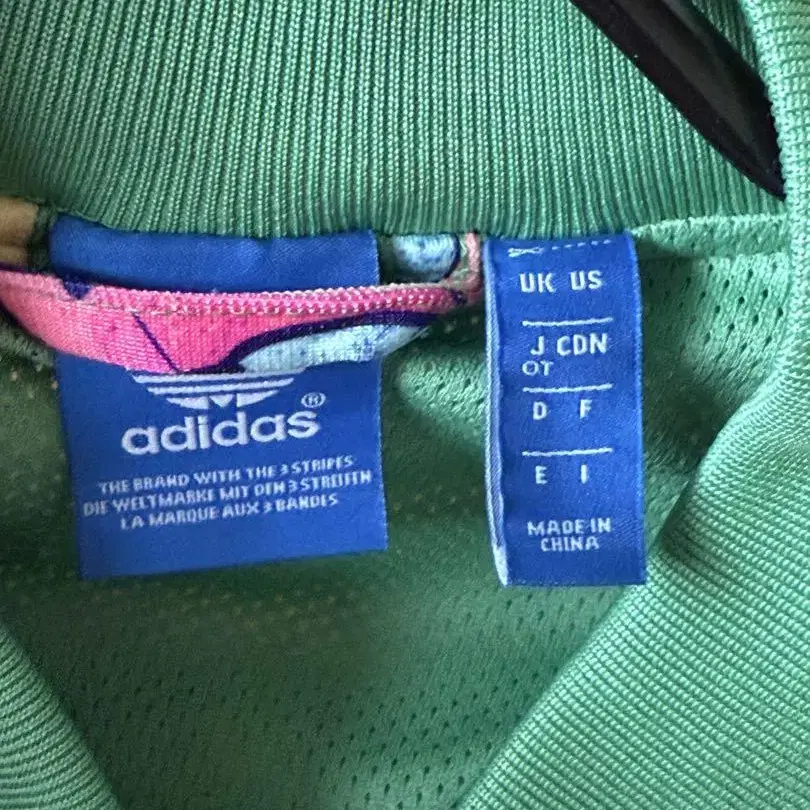 adidas®
THE BRAND WITH THE 3 STRIPES
DIE WELTMARKE MIT DEN 3 STREIFEN
LA MARQUE AUX 3 BANDES
UK US
J CDN
OT
D F
E I
MADE IN
CHINA